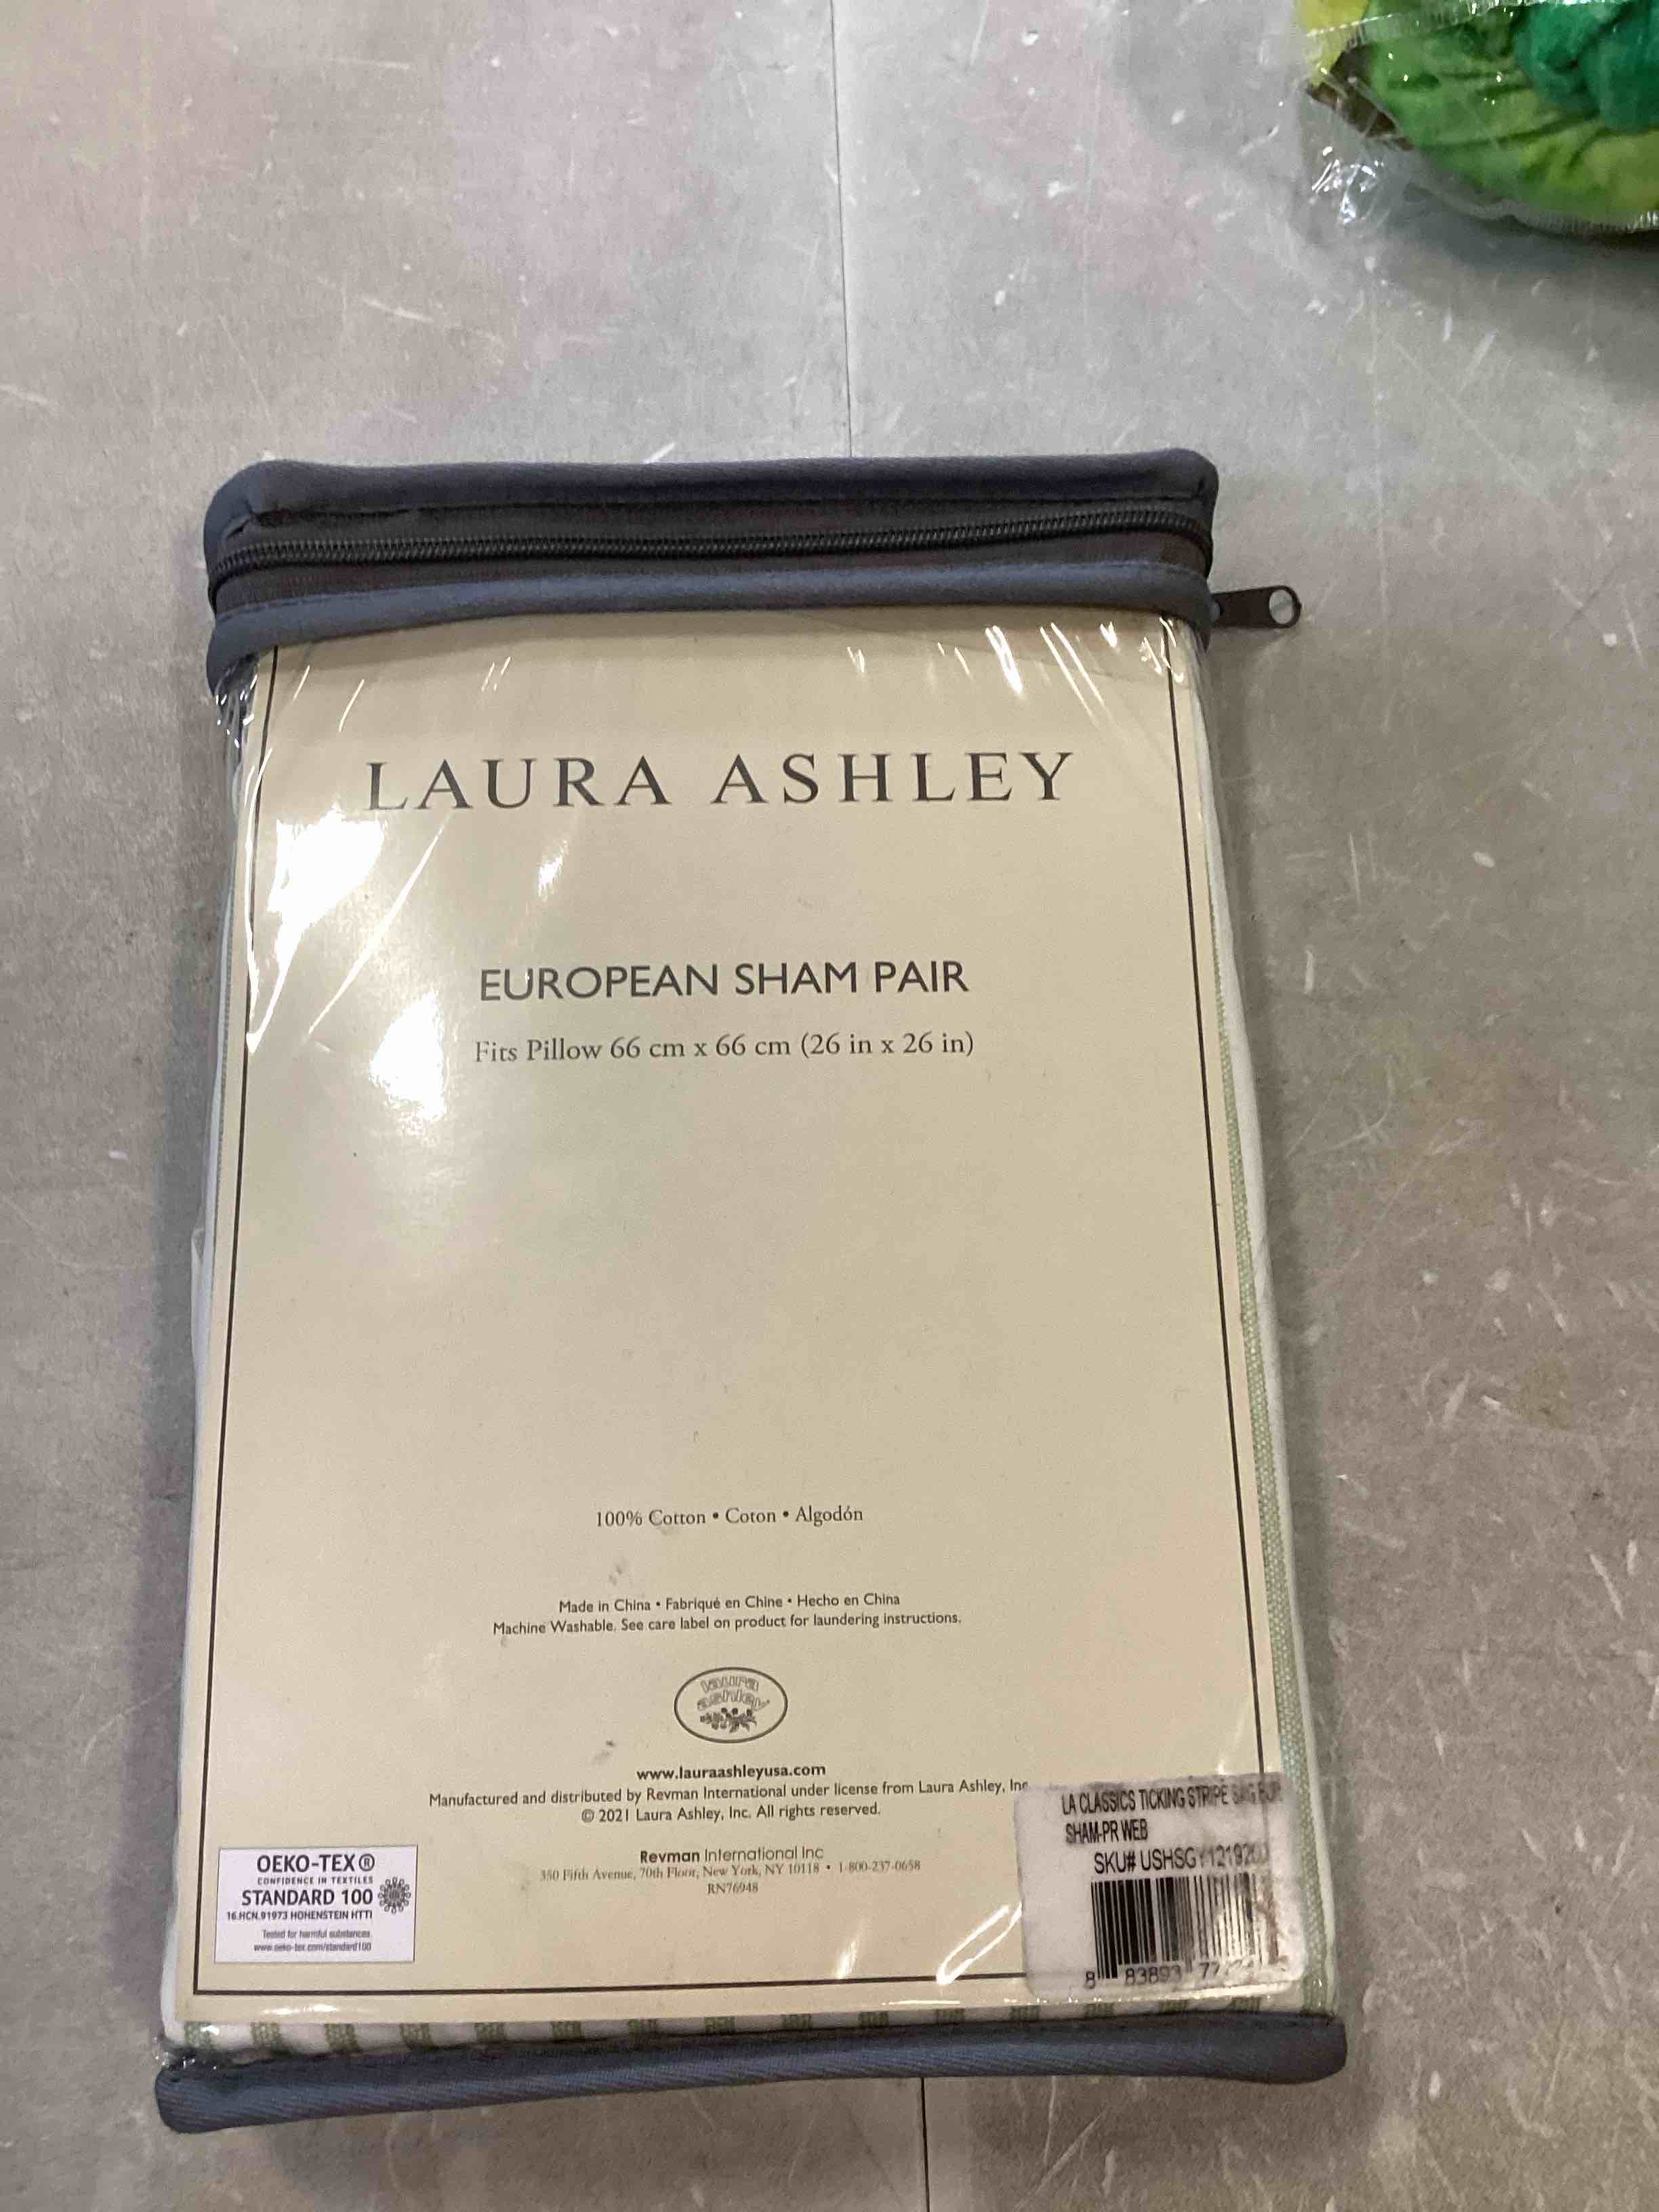 LAURA ASHLEY
EUROPEAN SHAM PAIR
Fits Pillow 66 cm x 66 cm (26 in x 26 in)
100% Cotton • Coton • Algodón
Made in China • Fabriqué en Chine • Hecho en China
Machine Washable. See care label on product for laundering instructions.
laura
ashley
www.lauraashleyusa.com
Manufactured and distributed by Revman International under license from Laura Ashley, Inc
© 2021 Laura Ashley, Inc. All rights reserved.
Revman International Inc
350 Fifth Avenue, 70th Floor, New York, NY 10118 • 1-800-237-0658
RN76948
OEKO-TEX®
CONFIDENCE IN TEXTILES
STANDARD 100
16.HCN.91973 HOHENSTEIN HTTI
Tested for harmful substances
www.oeko-tex.com/standard100
LA CLASSICS TICKING STRIPE
SHAM-PR WEB
SKU#
8 83893